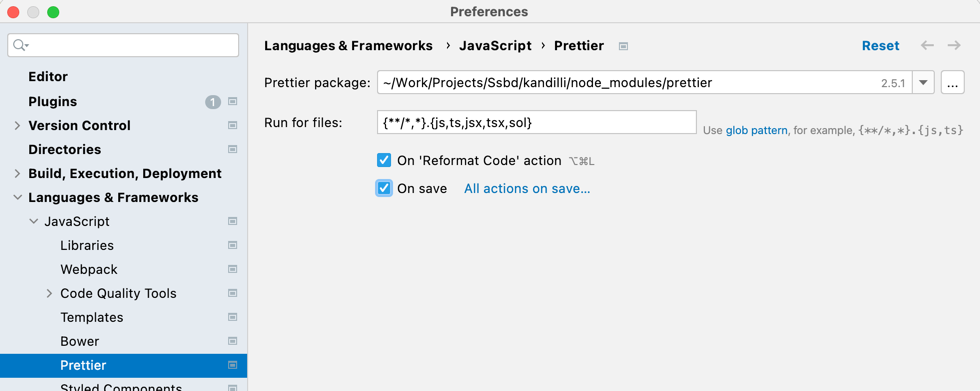 Preferences
Editor
Plugins 1
Version Control
Directories
Build, Execution, Deployment
Languages & Frameworks
JavaScript
Libraries
Webpack
Code Quality Tools
Templates
Bower
Prettier
Styled Components
Languages & Frameworks › JavaScript › Prettier Reset
Prettier package: ~/Work/Projects/Ssbd/kandilli/node_modules/prettier 2.5.1 ...
Run for files: {**/*,*}.{js,ts,jsx,tsx,sol} Use glob pattern, for example, {**/*,*}.{js,ts}
On 'Reformat Code' action ⌥⌘L
On save All actions on save...